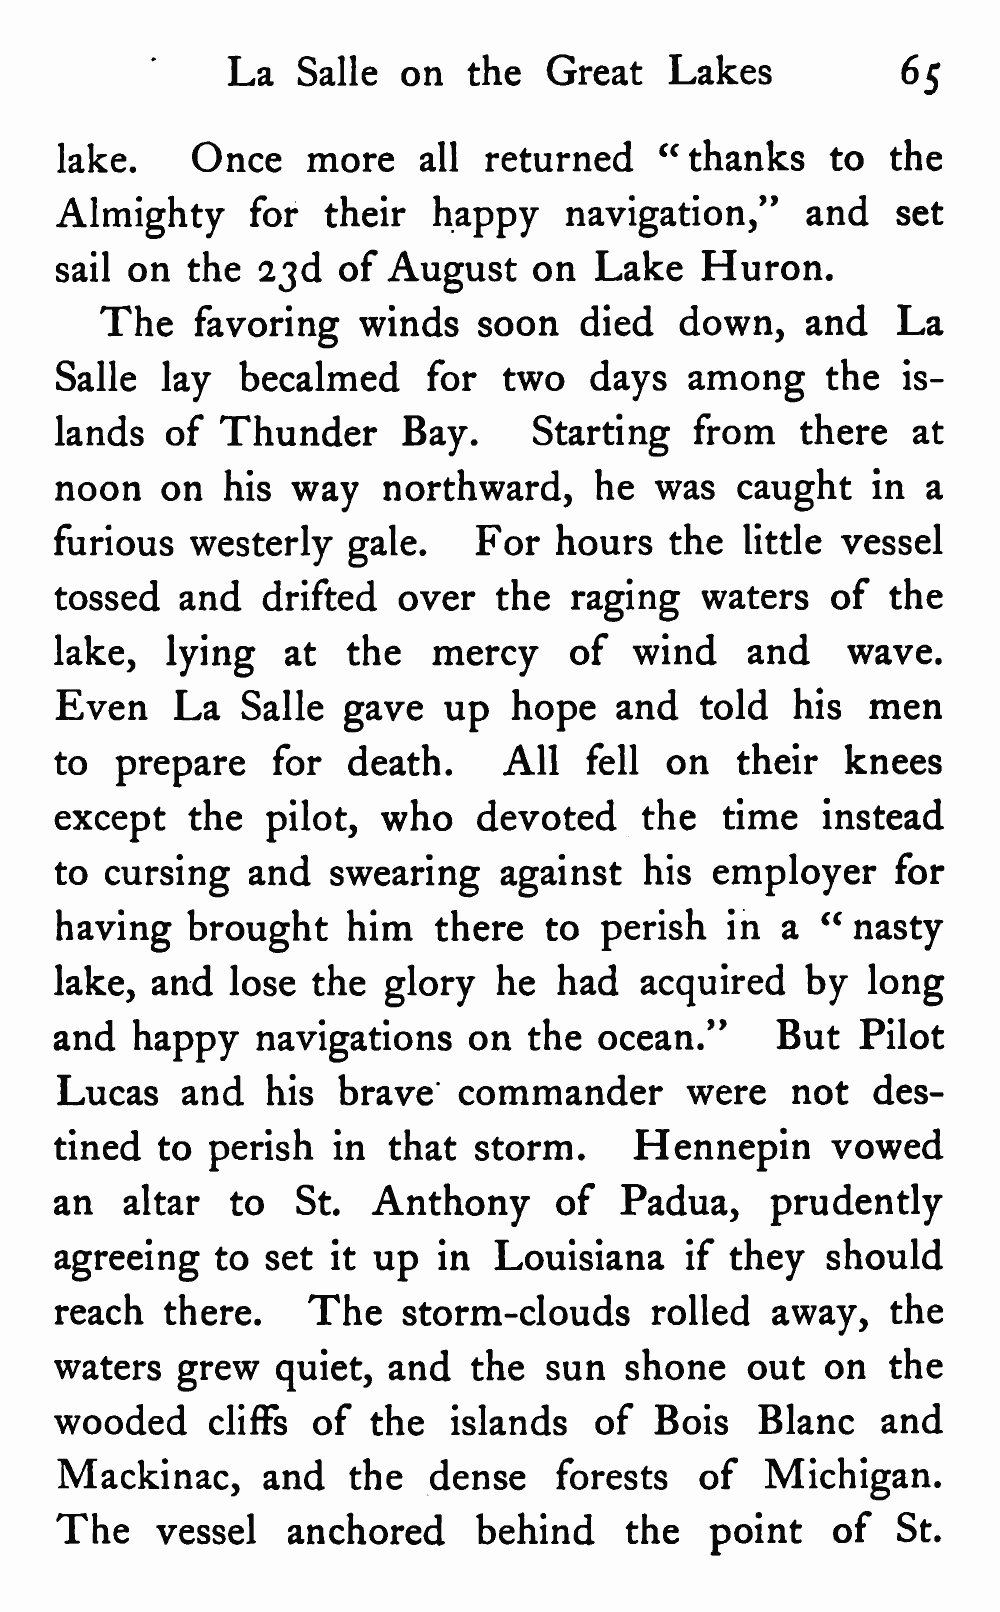 La Salle on the Great Lakes 65
lake. Once more all returned “thanks to the
Almighty for their happy navigation,” and set
sail on the 23d of August on Lake Huron.
The favoring winds soon died down, and La
Salle lay becalmed for two days among the is-
lands of Thunder Bay. Starting from there at
noon on his way northward, he was caught in a
furious westerly gale. For hours the little vessel
tossed and drifted over the raging waters of the
lake, lying at the mercy of wind and wave.
Even La Salle gave up hope and told his men
to prepare for death. All fell on their knees
except the pilot, who devoted the time instead
to cursing and swearing against his employer for
having brought him there to perish in a “nasty
lake, and lose the glory he had acquired by long
and happy navigations on the ocean.” But Pilot
Lucas and his brave commander were not des-
tined to perish in that storm. Hennepin vowed
an altar to St. Anthony of Padua, prudently
agreeing to set it up in Louisiana if they should
reach there. The storm-clouds rolled away, the
waters grew quiet, and the sun shone out on the
wooded cliffs of the islands of Bois Blanc and
Mackinac, and the dense forests of Michigan.
The vessel anchored behind the point of St.